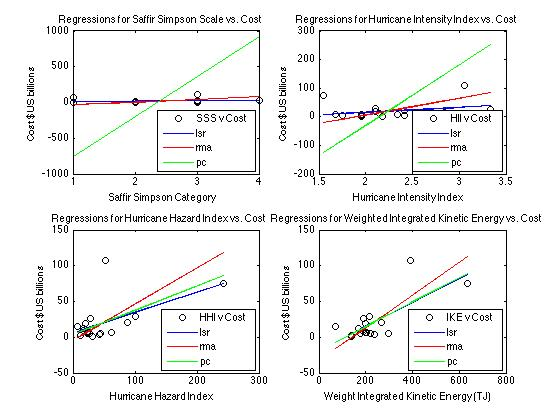 Regressions for Saffir Simpson Scale vs. Cost
1000
500
0
-500
-1000
1
2
3
4
Cost $ US billions
Saffir Simpson Category
SSS v Cost
lsr
rma
pc
Regressions for Hurricane Intensity Index vs. Cost
300
200
100
0
-100
-200
1.5
2
2.5
3
3.5
Cost $ US billions
Hurricane Intensity Index
HII v Cost
lsr
rma
pc
Regressions for Hurricane Hazard Index vs. Cost
150
100
50
0
-50
0
100
200
300
Cost $ US billions
Hurricane Hazard Index
HHI v Cost
lsr
rma
pc
Regressions for Weighted Integrated Kinetic Energy vs. Cost
150
100
50
0
-50
0
200
400
600
800
Cost $ US billions
Weight Integrated Kinetic Energy (TJ)
IKE v Cost
lsr
rma
pc